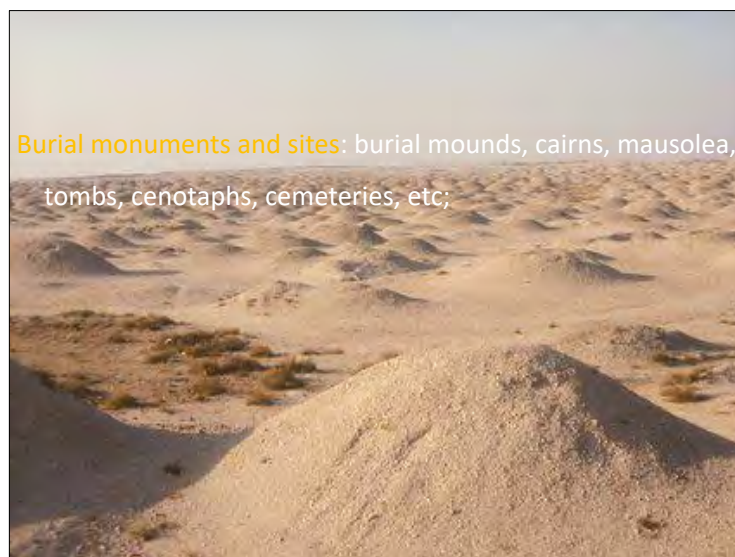 Burial monuments and sites: burial mounds, cairns, mausolea,
tombs, cenotaphs, cemeteries, etc;